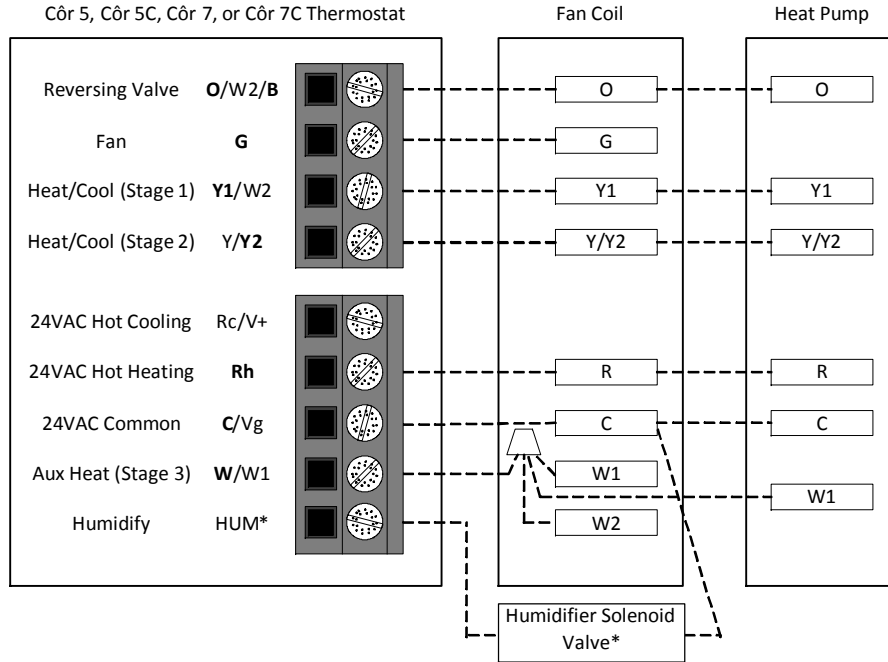 Côr 5, Côr 5C, Côr 7, or Côr 7C Thermostat Fan Coil Heat Pump
Reversing Valve O/W2/B O O
Fan G G
Heat/Cool (Stage 1) Y1/W2 Y1 Y1
Heat/Cool (Stage 2) Y/Y2 Y/Y2 Y/Y2
24VAC Hot Cooling Rc/V+
24VAC Hot Heating Rh R R
24VAC Common C/Vg C C
Aux Heat (Stage 3) W/W1 W1
W1
Humidify HUM* W2
Humidifier Solenoid
Valve*